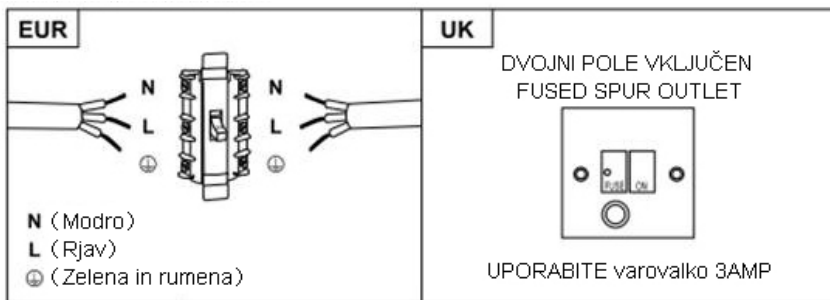 EUR
N
L
N
L
N (Modro)
L (Rjav)
(Zelena in rumena)
UK
DVOJNI POLE VKLJUČEN
FUSED SPUR OUTLET
FUSE ON
UPORABITE varovalko 3AMP